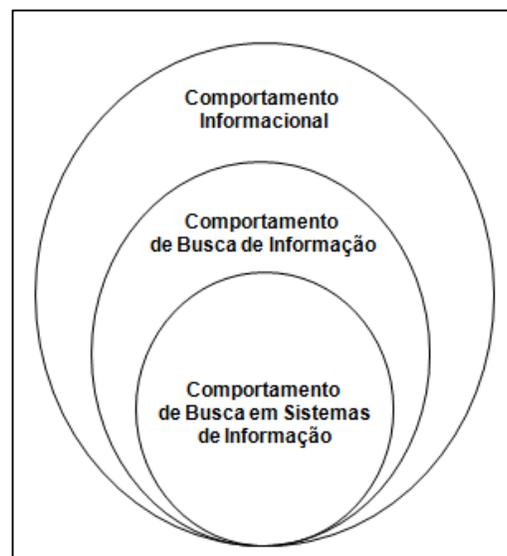 Comportamento
Informacional
Comportamento
de Busca de Informação
Comportamento
de Busca em Sistemas
de Informação